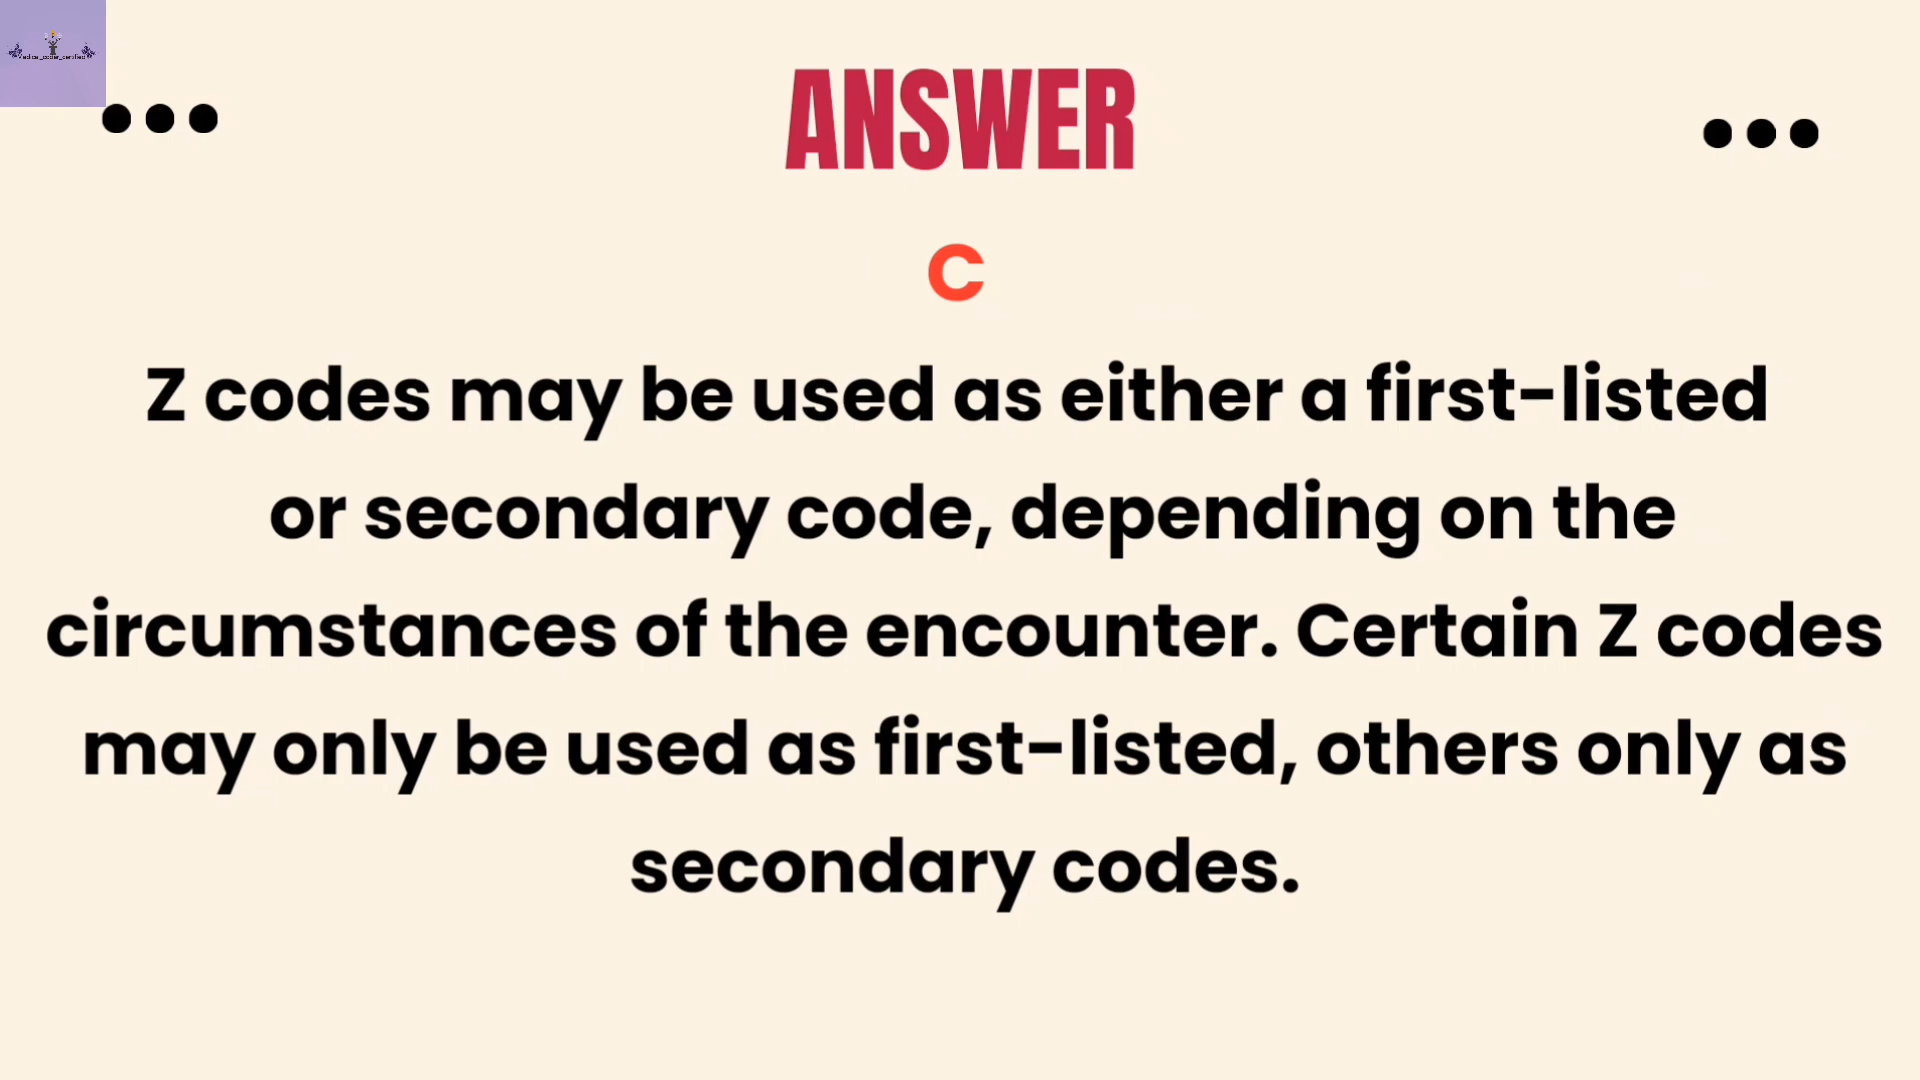 ANSWER
C
Z codes may be used as either a first-listed
or secondary code, depending on the
circumstances of the encounter. Certain Z codes
may only be used as first-listed, others only as
secondary codes.